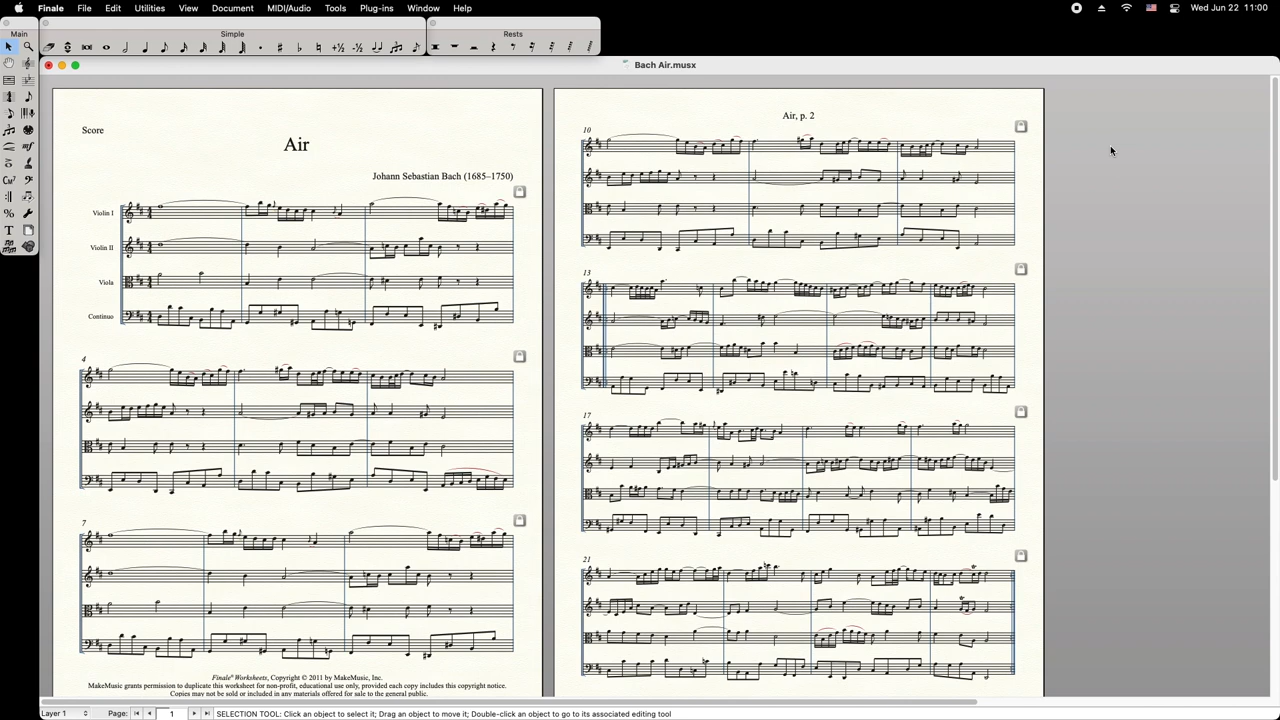 Finale File Edit Utilities View Document MIDI/Audio Tools Plug-ins Window Help Wed Jun 22 11:00
Main Simple Rests
Bach Air.musx
Score
Air
Johann Sebastian Bach (1685–1750)
Violin I
Violin II
Viola
Continuo
4
7
Finale® Worksheets, Copyright © 2011 by MakeMusic, Inc.
MakeMusic grants permission to duplicate this worksheet for non-profit, educational use only, provided each copy includes this copyright notice.
Copies may not be sold or included in any materials offered for sale to the general public.
Air, p. 2
10
13
17
21
Layer 1 Page: 1 SELECTION TOOL: Click an object to select it; Drag an object to move it; Double-click an object to go to its associated editing tool